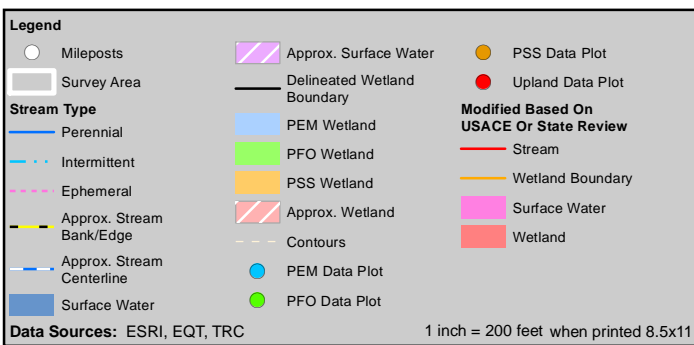 Legend
Mileposts
Survey Area
Stream Type
Perennial
Intermittent
Ephemeral
Approx. Stream
Bank/Edge
Approx. Stream
Centerline
Surface Water
Approx. Surface Water
Delineated Wetland
Boundary
PEM Wetland
PFO Wetland
PSS Wetland
Approx. Wetland
Contours
PEM Data Plot
PFO Data Plot
PSS Data Plot
Upland Data Plot
Modified Based On
USACE Or State Review
Stream
Wetland Boundary
Surface Water
Wetland
Data Sources: ESRI, EQT, TRC
1 inch = 200 feet when printed 8.5x11